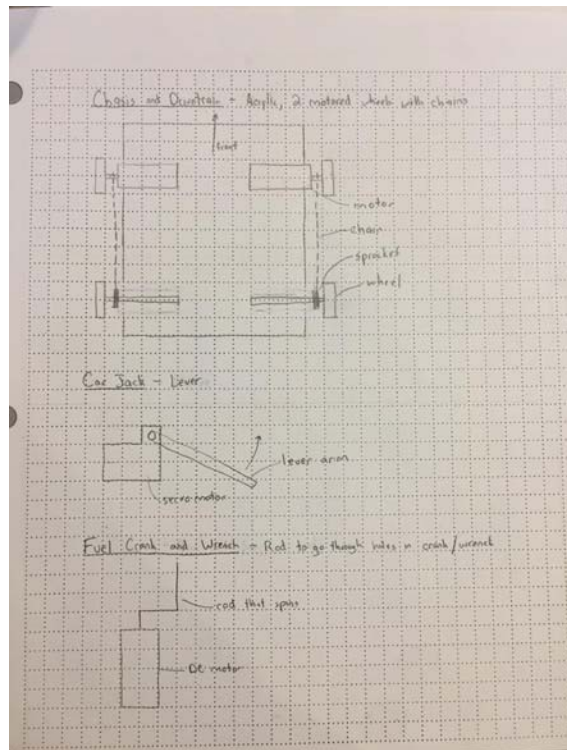 Chasis and Drivetrain - Acrylic, 2 motored wheels with chains
front
motor
chain
sprocket
wheel
Car Jack - Lever
lever arm
servo motor
Fuel Crank and Wrench - Rod to go through holes in crank/wrench
rod that spins
DC motor